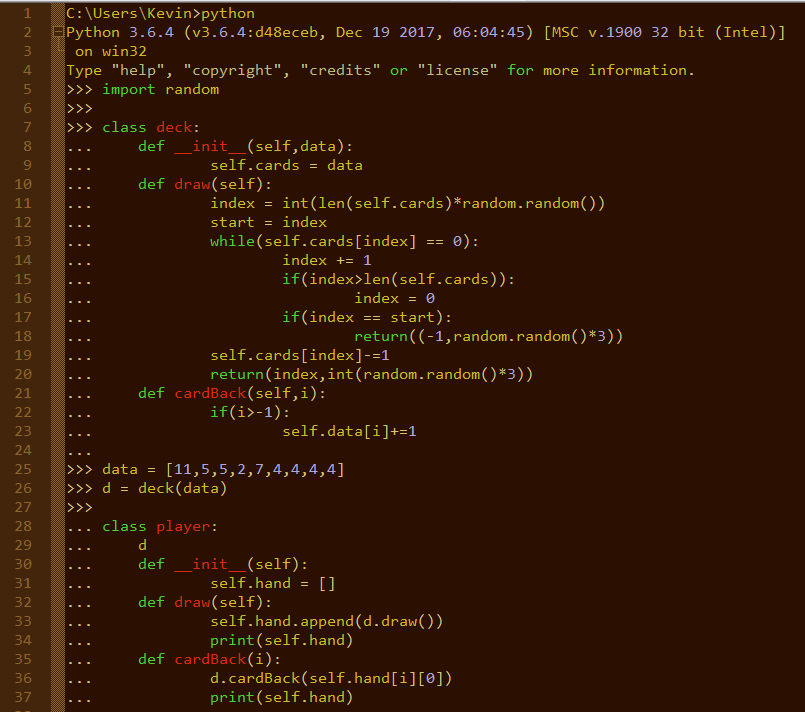 1 C:\Users\Kevin>python
2 Python 3.6.4 (v3.6.4:d48eceb, Dec 19 2017, 06:04:45) [MSC v.1900 32 bit (Intel)]
3  on win32
4 Type "help", "copyright", "credits" or "license" for more information.
5 >>> import random
6 >>>
7 >>> class deck:
8 ...     def __init__(self,data):
9 ...             self.cards = data
10 ...     def draw(self):
11 ...             index = int(len(self.cards)*random.random())
12 ...             start = index
13 ...             while(self.cards[index] == 0):
14 ...                     index += 1
15 ...                     if(index>len(self.cards)):
16 ...                             index = 0
17 ...                     if(index == start):
18 ...                             return((-1,random.random()*3))
19 ...             self.cards[index]-=1
20 ...             return(index,int(random.random()*3))
21 ...     def cardBack(self,i):
22 ...             if(i>-1):
23 ...                     self.data[i]+=1
24 ...
25 >>> data = [11,5,5,2,7,4,4,4,4]
26 >>> d = deck(data)
27 >>>
28 ... class player:
29 ...     d
30 ...     def __init__(self):
31 ...             self.hand = []
32 ...     def draw(self):
33 ...             self.hand.append(d.draw())
34 ...             print(self.hand)
35 ...     def cardBack(i):
36 ...             d.cardBack(self.hand[i][0])
37 ...             print(self.hand)